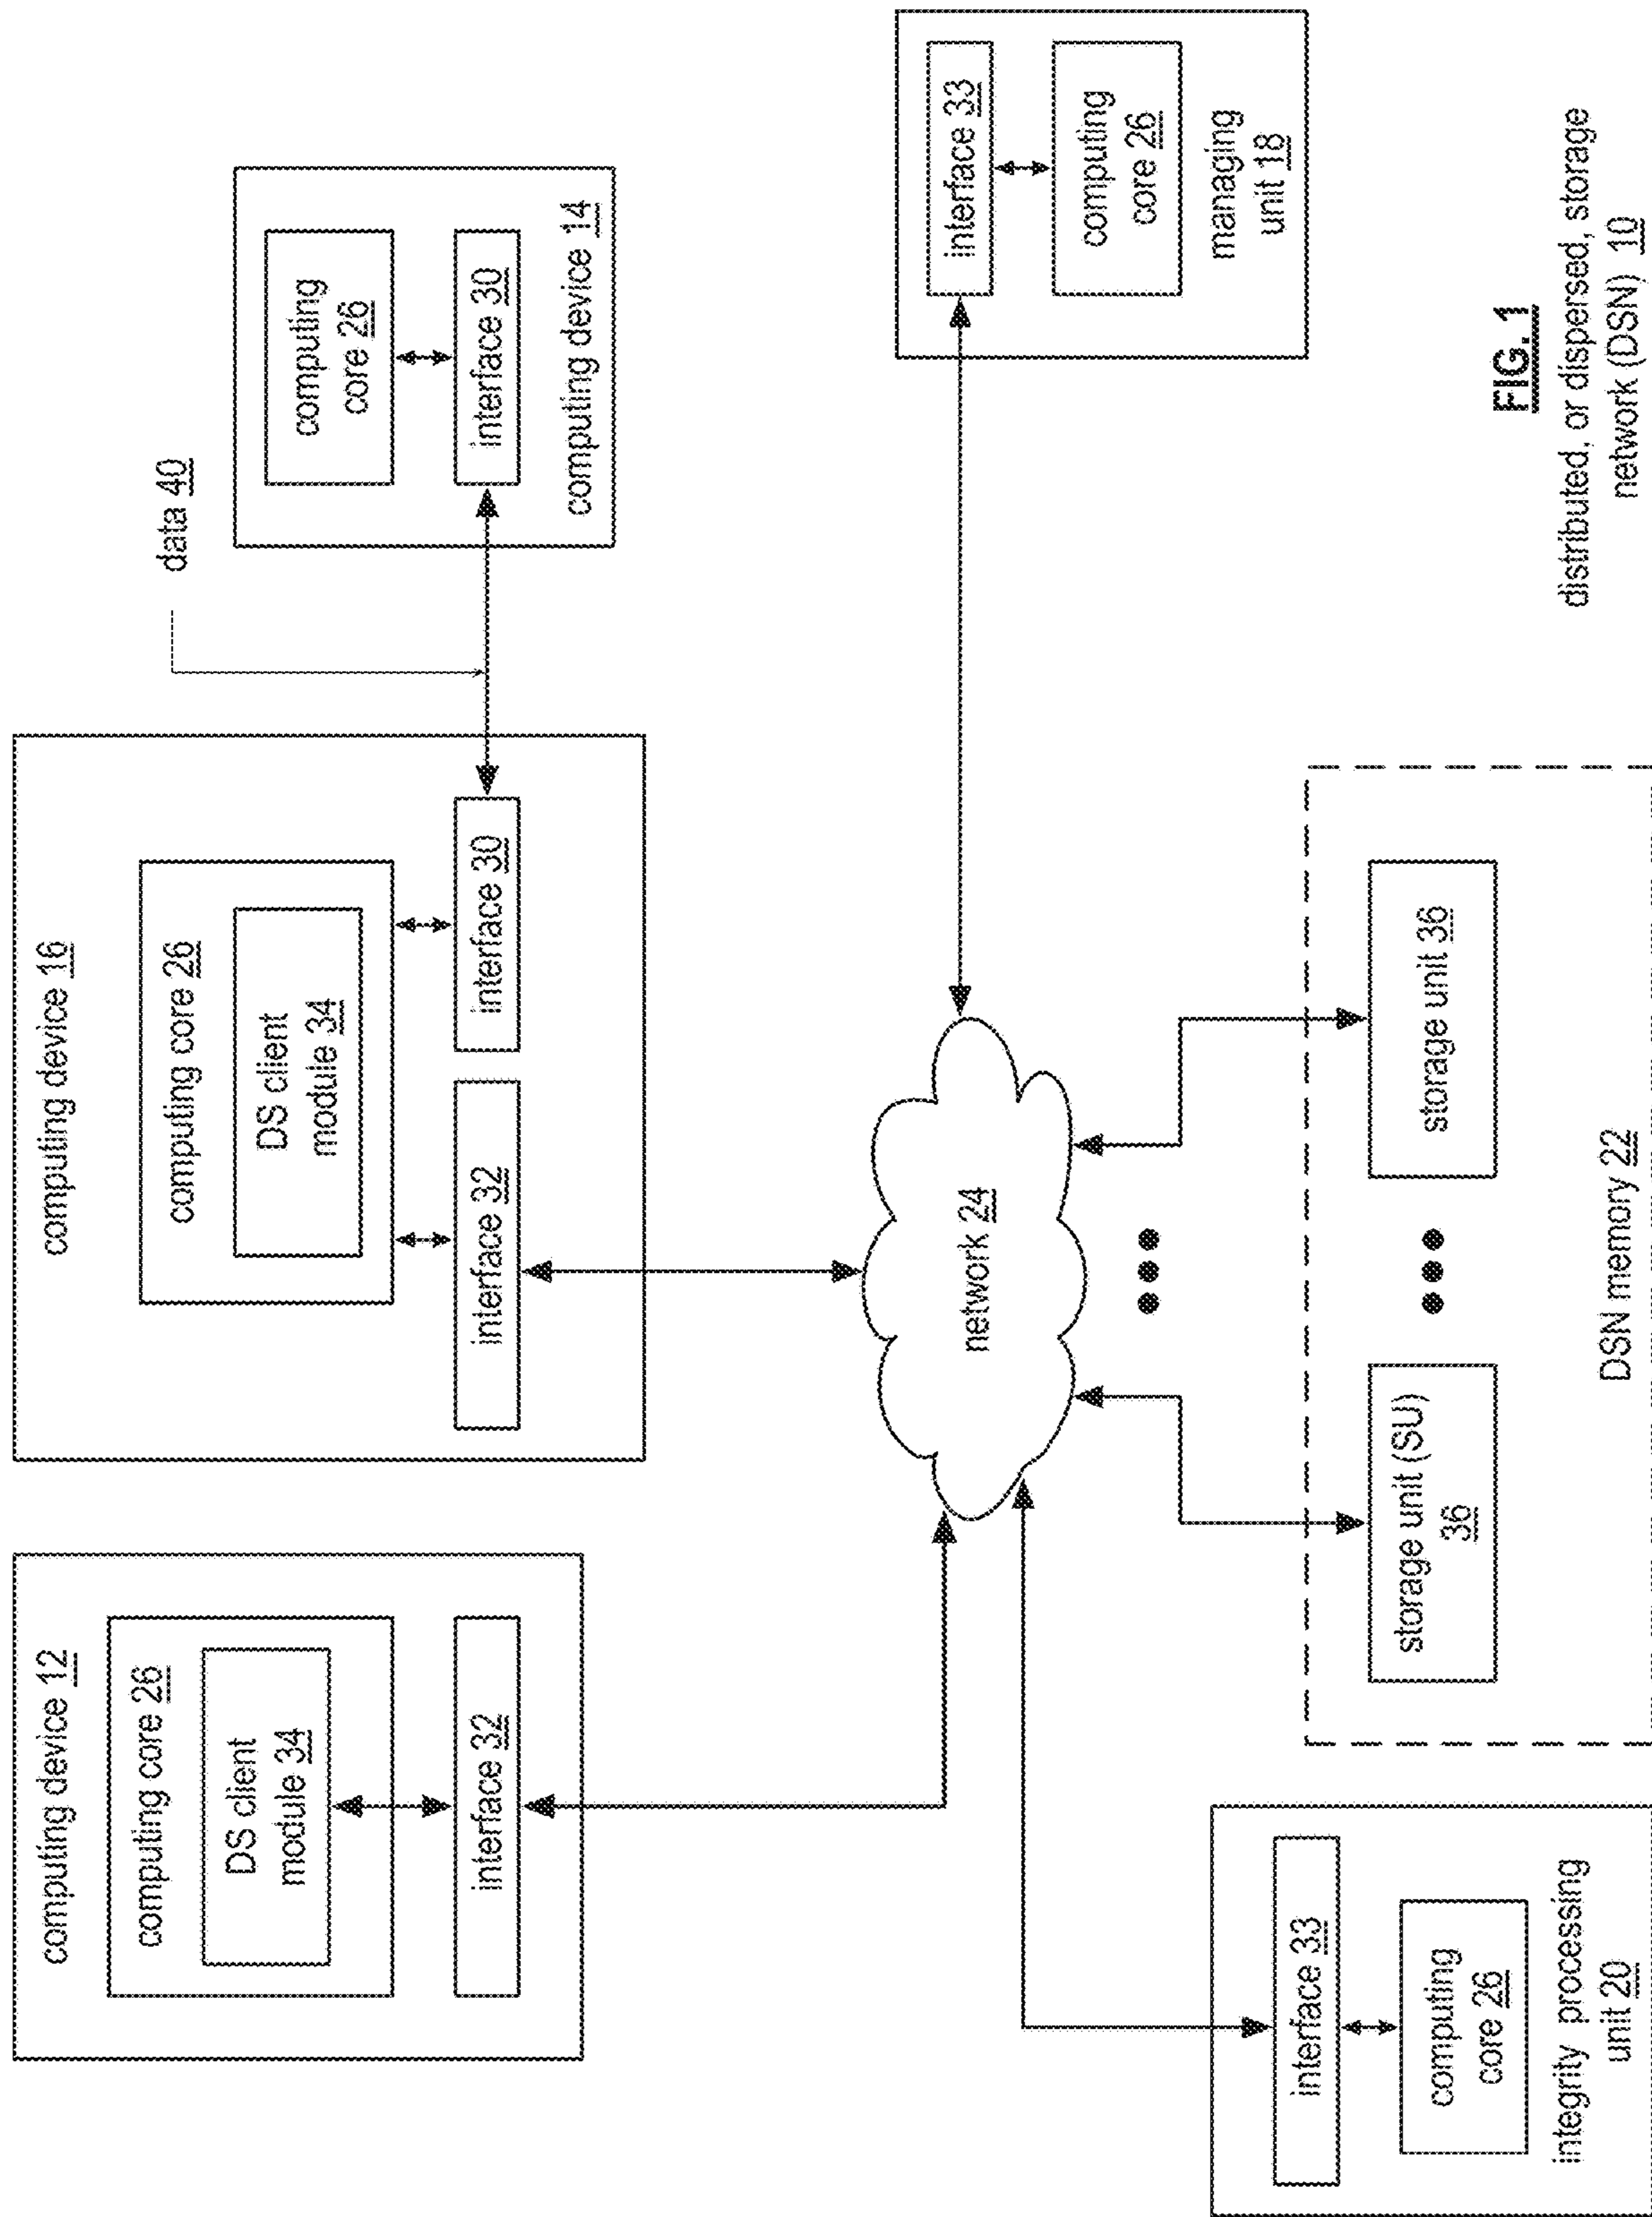 computing device 12
computing core 26
DS client
module 34
interface 32
computing device 16
computing core 26
DS client
module 34
interface 32
interface 30
data 40
computing
core 26
interface 30
computing device 14
network 24
interface 33
computing
core 26
managing
unit 18
interface 33
computing
core 26
integrity processing
unit 20
storage unit (SU)
36
storage unit 36
DSN memory 22
FIG. 1
distributed, or dispersed, storage
network (DSN) 10